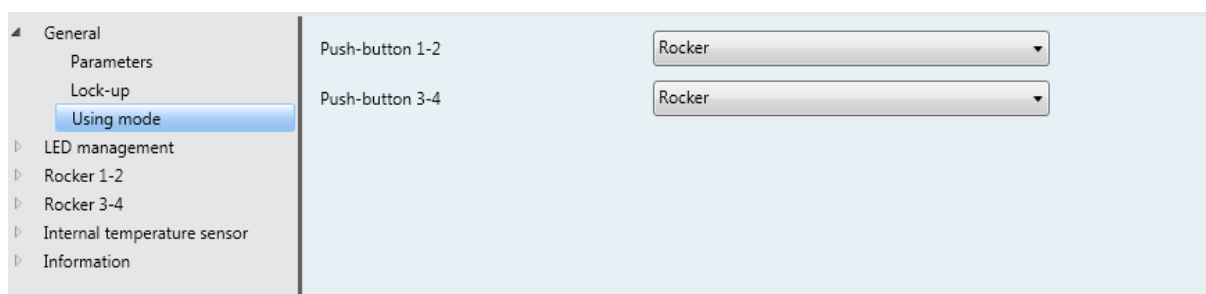 General
Parameters
Lock-up
Using mode
LED management
Rocker 1-2
Rocker 3-4
Internal temperature sensor
Information
Push-button 1-2 Rocker
Push-button 3-4 Rocker